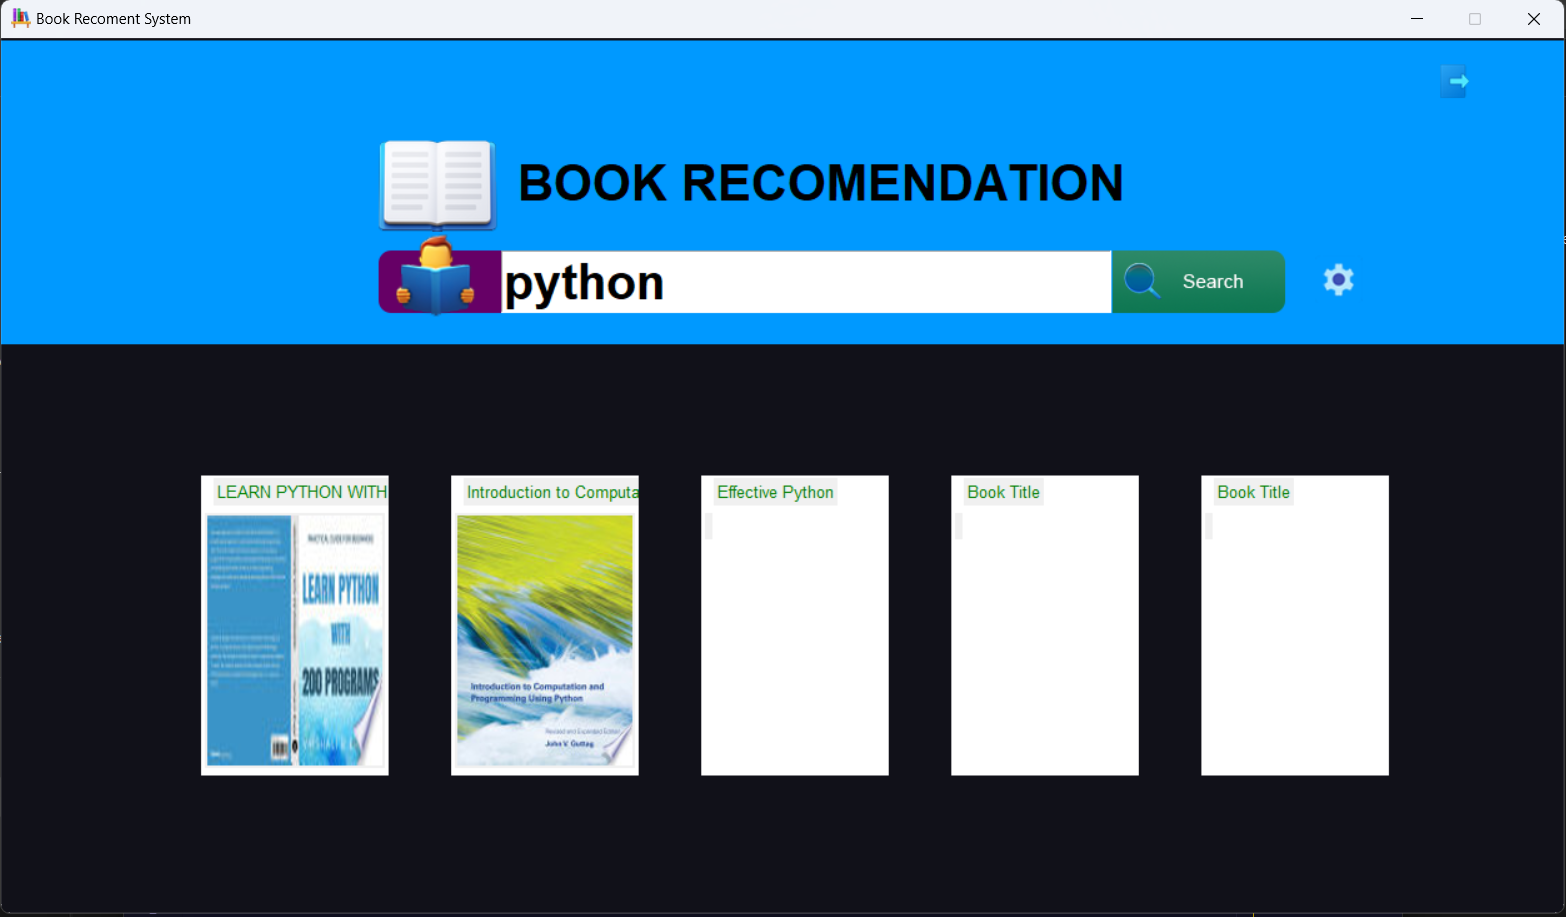 Book Recoment System
BOOK RECOMENDATION
python
Search
LEARN PYTHON WITH
Introduction to Computa
Effective Python
Book Title
Book Title
PRACTICAL GUIDE FOR BEGINNERS
LEARN PYTHON
WITH
200 PROGRAMS
Introduction to Computation and
Programming Using Python
Revised and Expanded Edition
John V. Guttag